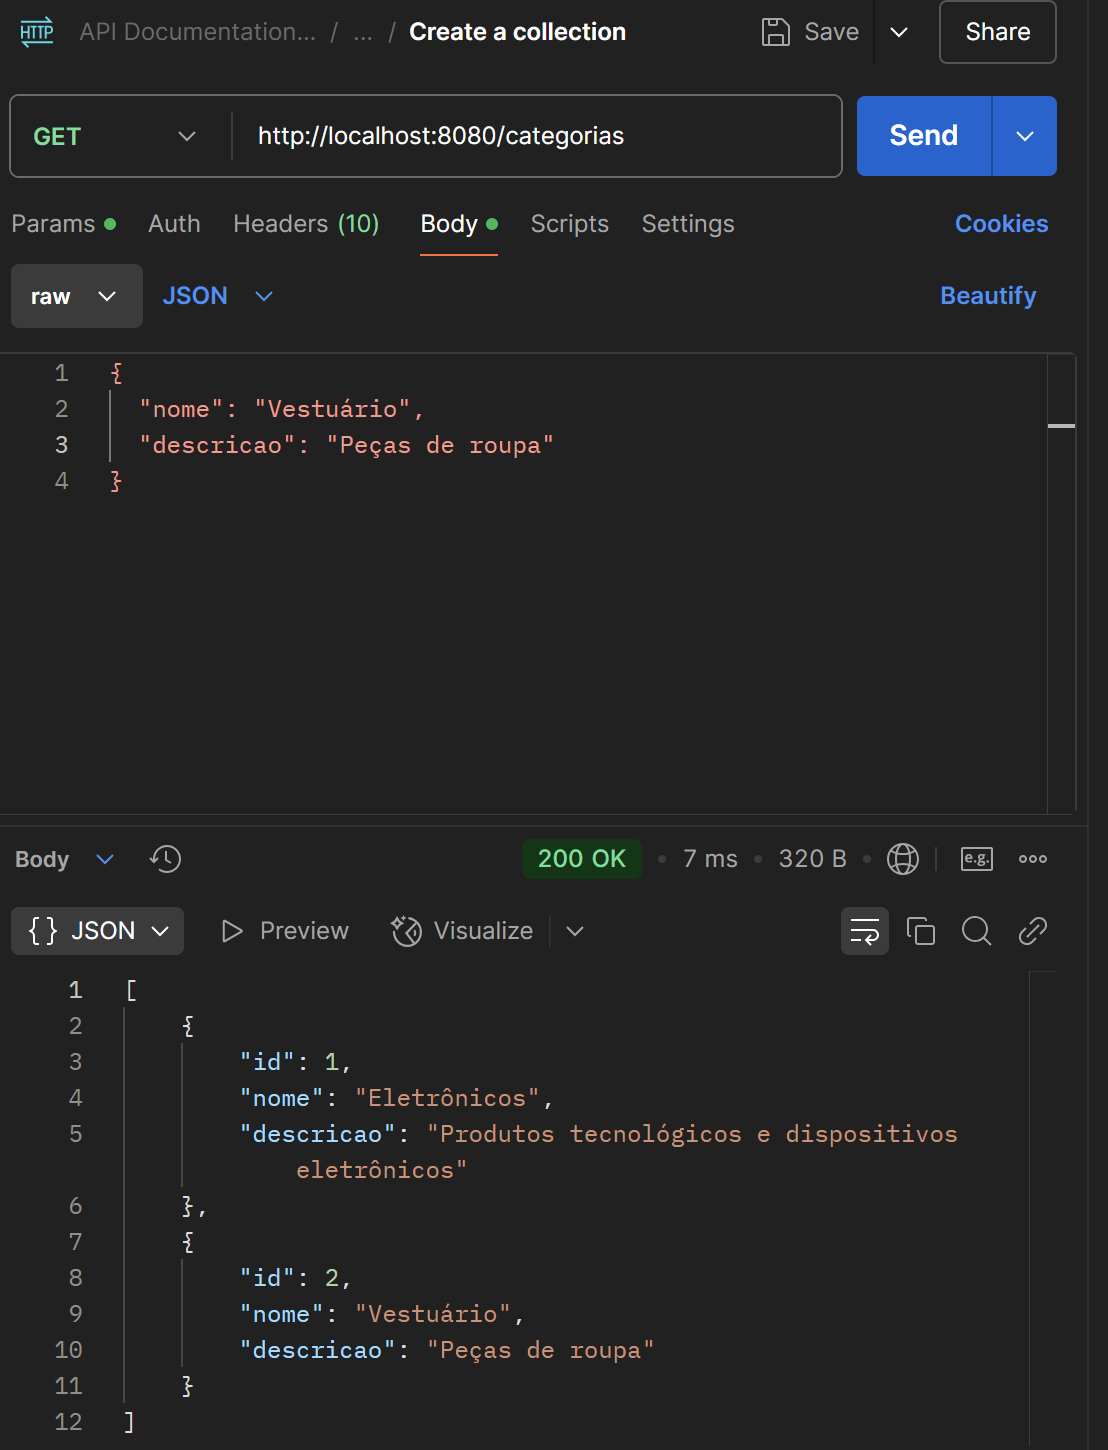 HTTP API Documentation... / ... / Create a collection Save Share
GET http://localhost:8080/categorias Send
Params Auth Headers (10) Body Scripts Settings Cookies
raw JSON Beautify
1 {
2 "nome": "Vestuário",
3 "descricao": "Peças de roupa"
4 }
Body 200 OK • 7 ms • 320 B • e.g.
{} JSON Preview Visualize
1 [
2 {
3 "id": 1,
4 "nome": "Eletrônicos",
5 "descricao": "Produtos tecnológicos e dispositivos
eletrônicos"
6 },
7 {
8 "id": 2,
9 "nome": "Vestuário",
10 "descricao": "Peças de roupa"
11 }
12 ]